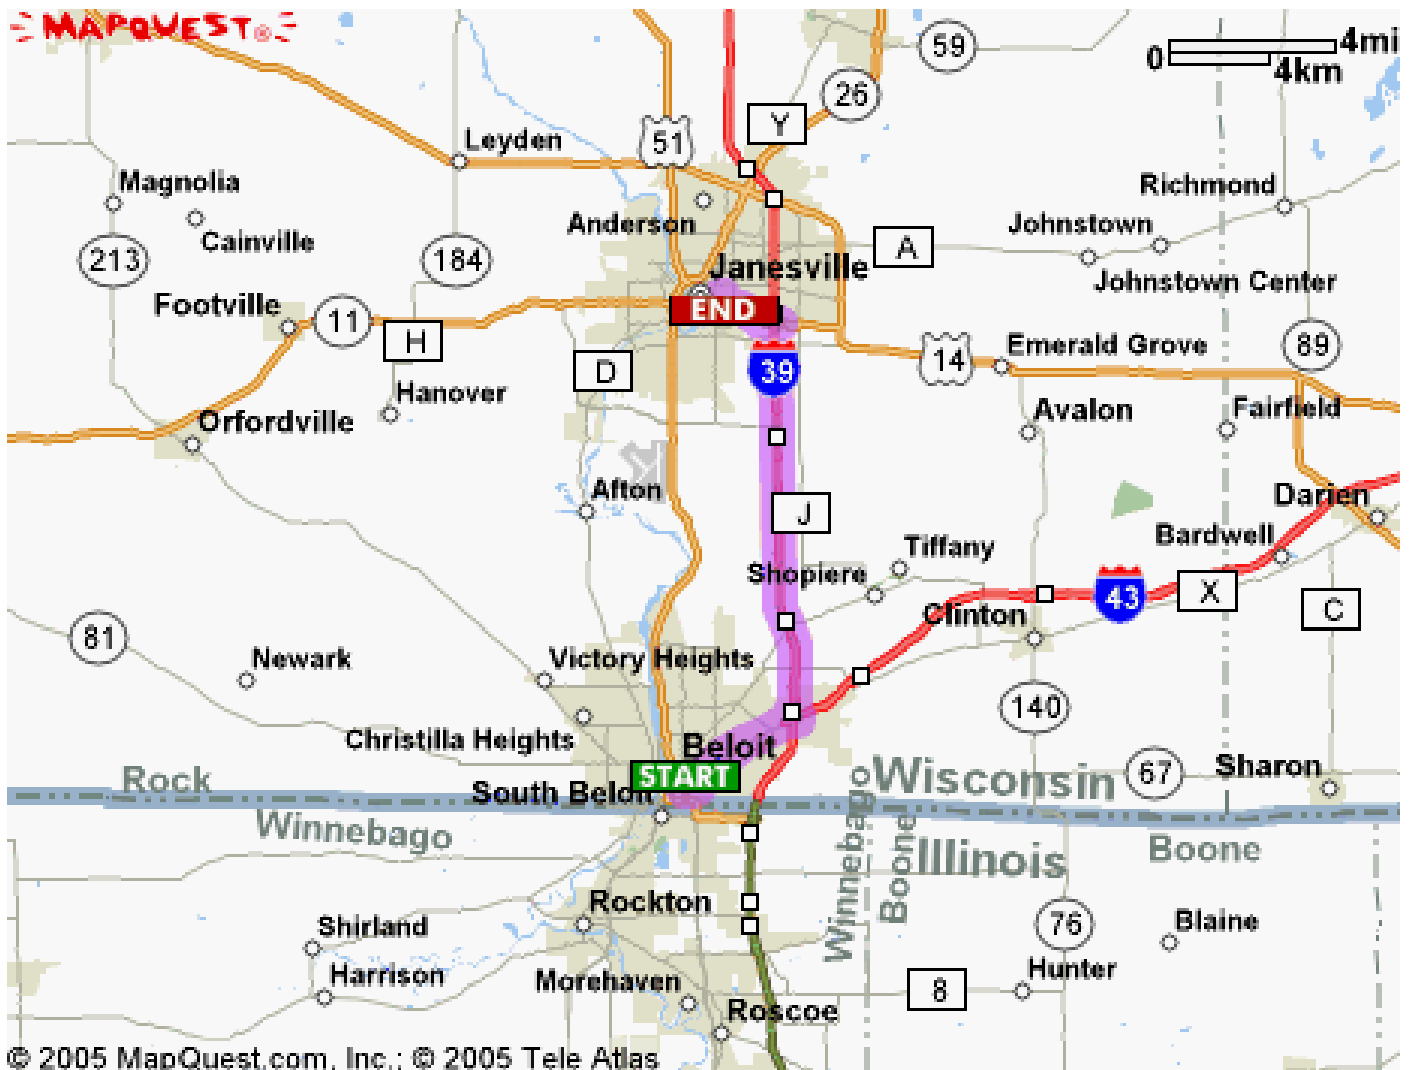 MAPQUEST®
59
0
4mi
4km
26
Y
51
Leyden
Magnolia
Richmond
Cainville
Anderson
Johnstown
A
213
184
Janesville
Johnstown Center
Footville
END
11
H
14
Emerald Grove
89
D
39
Hanover
Avalon
Fairfield
Orfordville
Afton
J
Darien
Bardwell
Tiffany
Shopiere
43
X
C
Clinton
81
Newark
Victory Heights
140
Christilla Heights
Beloit
START
Rock
Wisconsin
67
Sharon
South Beloit
Winnebago
Winnebago
Boone
Illinois
Boone
Rockton
Shirland
76
Blaine
Harrison
Morehaven
8
Hunter
Roscoe
© 2005 MapQuest.com, Inc.; © 2005 Tele Atlas